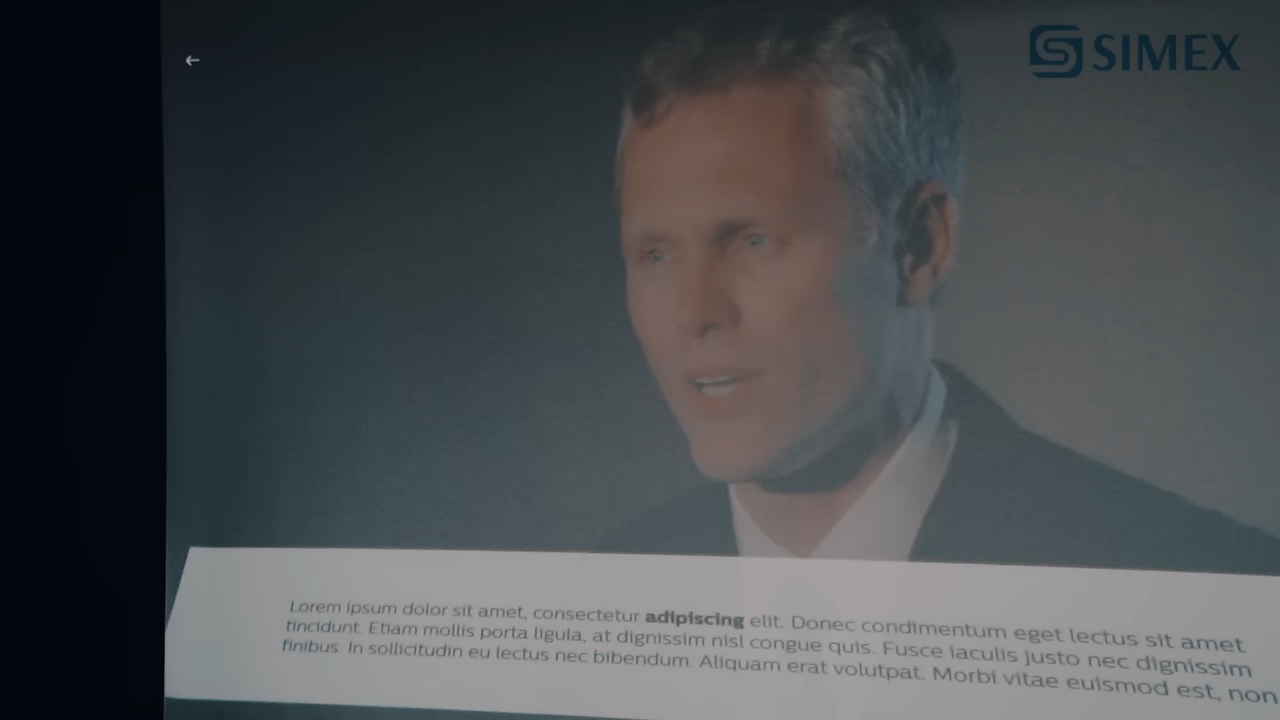 SIMEX
Lorem ipsum dolor sit amet, consectetur adipiscing elit. Donec condimentum eget lectus sit amet
tincidunt. Etiam mollis porta ligula, at dignissim nisl congue quis. Fusce iaculis justo nec dignissim
finibus. In sollicitudin eu lectus nec bibendum. Aliquam erat volutpat. Morbi vitae euismod est, non